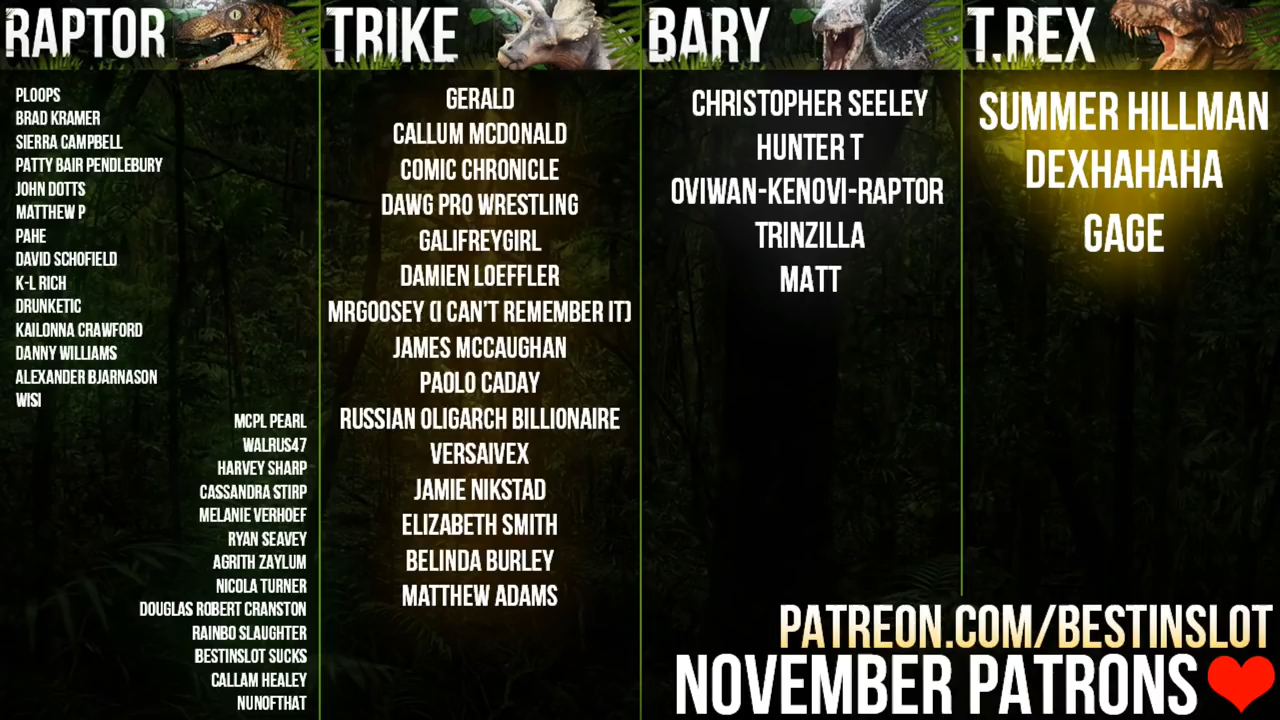 RAPTOR
PLOOPS
BRAD KRAMER
SIERRA CAMPBELL
PATTY BAIR PENDLEBURY
JOHN DOTTS
MATTHEW P
PAHE
DAVID SCHOFIELD
K-L RICH
DRUNKETIC
KAILONNA CRAWFORD
DANNY WILLIAMS
ALEXANDER BJARNASON
WISI
MCPL PEARL
WALRUS47
HARVEY SHARP
CASSANDRA STIRP
MELANIE VERHOEF
RYAN SEAVEY
AGRITH ZAYLUM
NICOLA TURNER
DOUGLAS ROBERT CRANSTON
RAINBO SLAUGHTER
BESTINSLOT SUCKS
CALLAM HEALEY
NUNOFTHAT
TRIKE
GERALD
CALLUM MCDONALD
COMIC CHRONICLE
DAWG PRO WRESTLING
GALIFREYGIRL
DAMIEN LOEFFLER
MRGOOSEY (I CAN'T REMEMBER IT)
JAMES MCCAUGHAN
PAOLO CADAY
RUSSIAN OLIGARCH BILLIONAIRE
VERSAIVEX
JAMIE NIKSTAD
ELIZABETH SMITH
BELINDA BURLEY
MATTHEW ADAMS
BARY
CHRISTOPHER SEELEY
HUNTER T
OVIWAN-KENOVI-RAPTOR
TRINZILLA
MATT
T.REX
SUMMER HILLMAN
DEXHAHAHA
GAGE
PATREON.COM/BESTINSLOT
NOVEMBER PATRONS